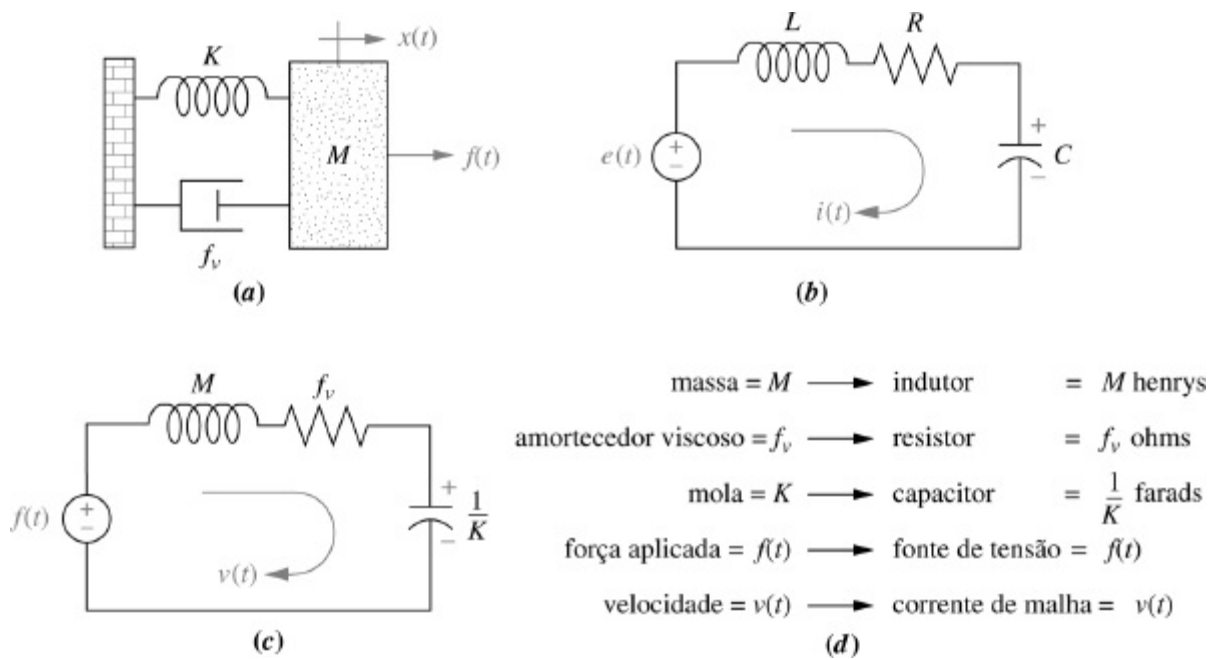 x(t)
K
M
f(t)
f_v
(a)
L R
+
e(t)
+
−
C
−
i(t)
(b)
M f_v
+
f(t)
+
−
1/K
−
v(t)
(c)
massa = M → indutor = M henrys
amortecedor viscoso = f_v → resistor = f_v ohms
mola = K → capacitor = 1/K farads
força aplicada = f(t) → fonte de tensão = f(t)
velocidade = v(t) → corrente de malha = v(t)
(d)